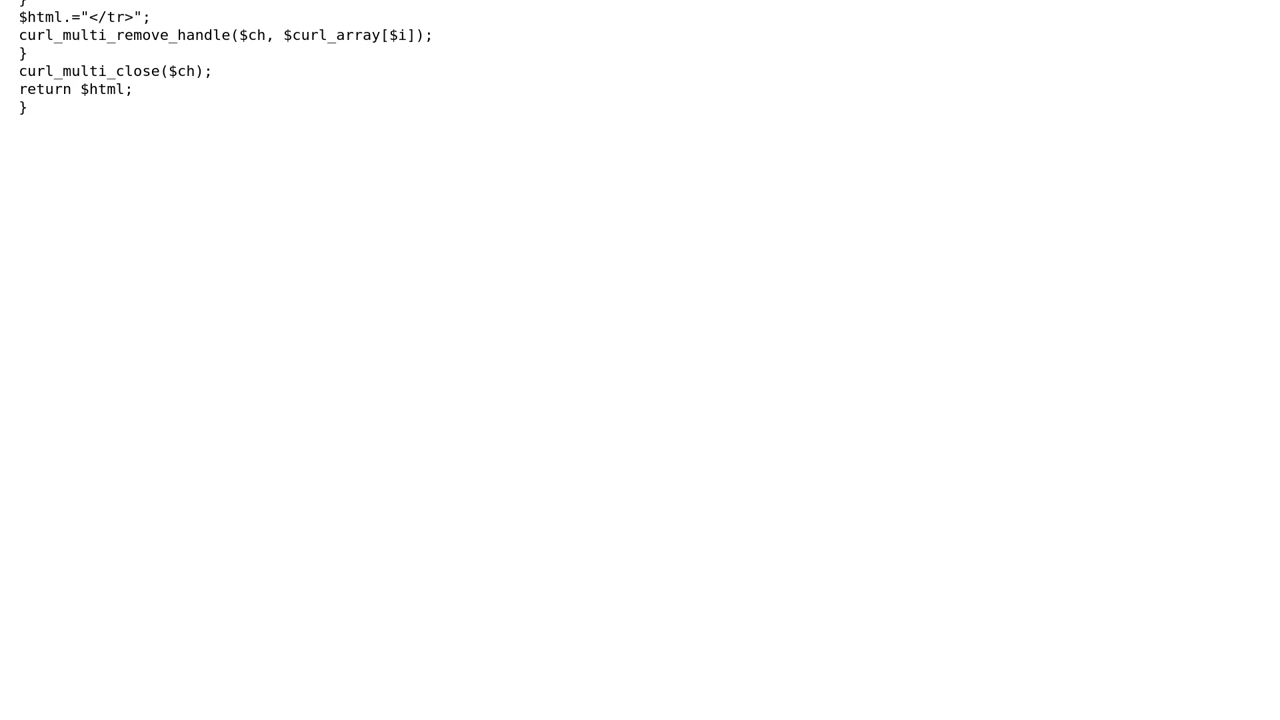 }
$html.="</tr>";
curl_multi_remove_handle($ch, $curl_array[$i]);
}
curl_multi_close($ch);
return $html;
}